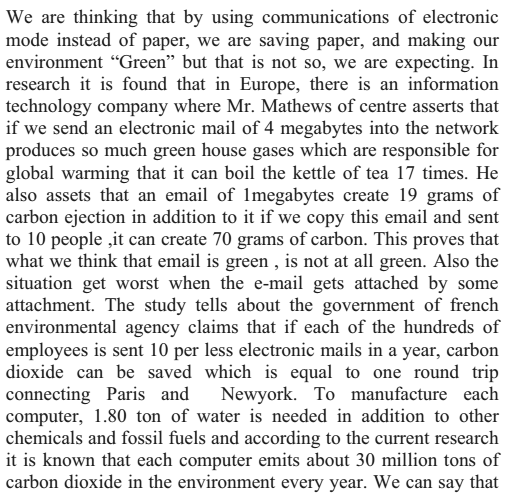 We are thinking that by using communications of electronic
mode instead of paper, we are saving paper, and making our
environment “Green” but that is not so, we are expecting. In
research it is found that in Europe, there is an information
technology company where Mr. Mathews of centre asserts that
if we send an electronic mail of 4 megabytes into the network
produces so much green house gases which are responsible for
global warming that it can boil the kettle of tea 17 times. He
also assets that an email of 1megabytes create 19 grams of
carbon ejection in addition to it if we copy this email and sent
to 10 people ,it can create 70 grams of carbon. This proves that
what we think that email is green , is not at all green. Also the
situation get worst when the e-mail gets attached by some
attachment. The study tells about the government of french
environmental agency claims that if each of the hundreds of
employees is sent 10 per less electronic mails in a year, carbon
dioxide can be saved which is equal to one round trip
connecting Paris and Newyork. To manufacture each
computer, 1.80 ton of water is needed in addition to other
chemicals and fossil fuels and according to the current research
it is known that each computer emits about 30 million tons of
carbon dioxide in the environment every year. We can say that